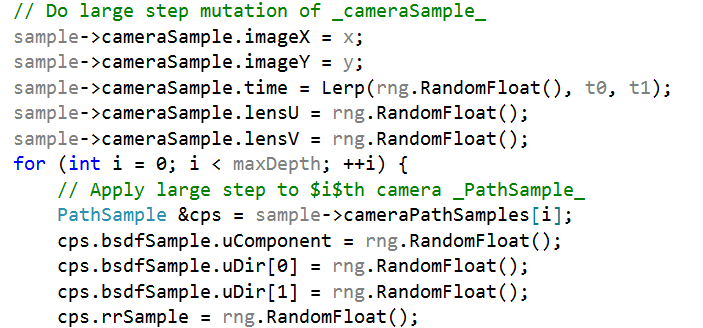 // Do large step mutation of _cameraSample_
sample->cameraSample.imageX = x;
sample->cameraSample.imageY = y;
sample->cameraSample.time = Lerp(rng.RandomFloat(), t0, t1);
sample->cameraSample.lensU = rng.RandomFloat();
sample->cameraSample.lensV = rng.RandomFloat();
for (int i = 0; i < maxDepth; ++i) {
    // Apply large step to $i$th camera _PathSample_
    PathSample &cps = sample->cameraPathSamples[i];
    cps.bsdfSample.uComponent = rng.RandomFloat();
    cps.bsdfSample.uDir[0] = rng.RandomFloat();
    cps.bsdfSample.uDir[1] = rng.RandomFloat();
    cps.rrSample = rng.RandomFloat();